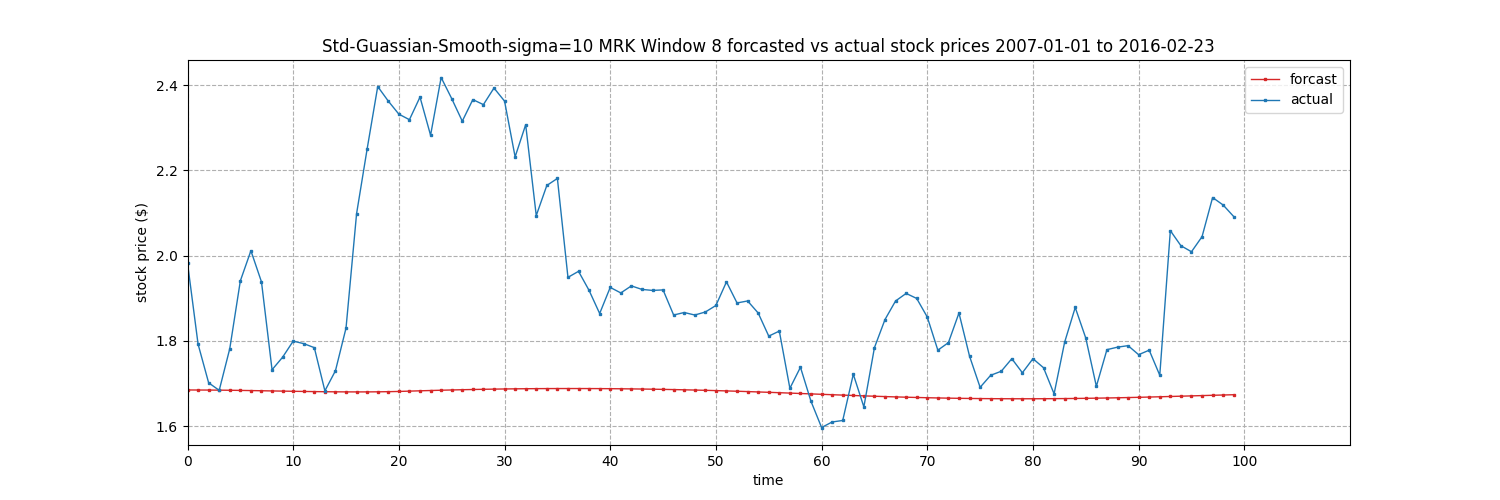 Std-Guassian-Smooth-sigma=10 MRK Window 8 forcasted vs actual stock prices 2007-01-01 to 2016-02-23
forcast
actual
stock price ($)
2.4
2.2
2.0
1.8
1.6
0 10 20 30 40 50 60 70 80 90 100
time